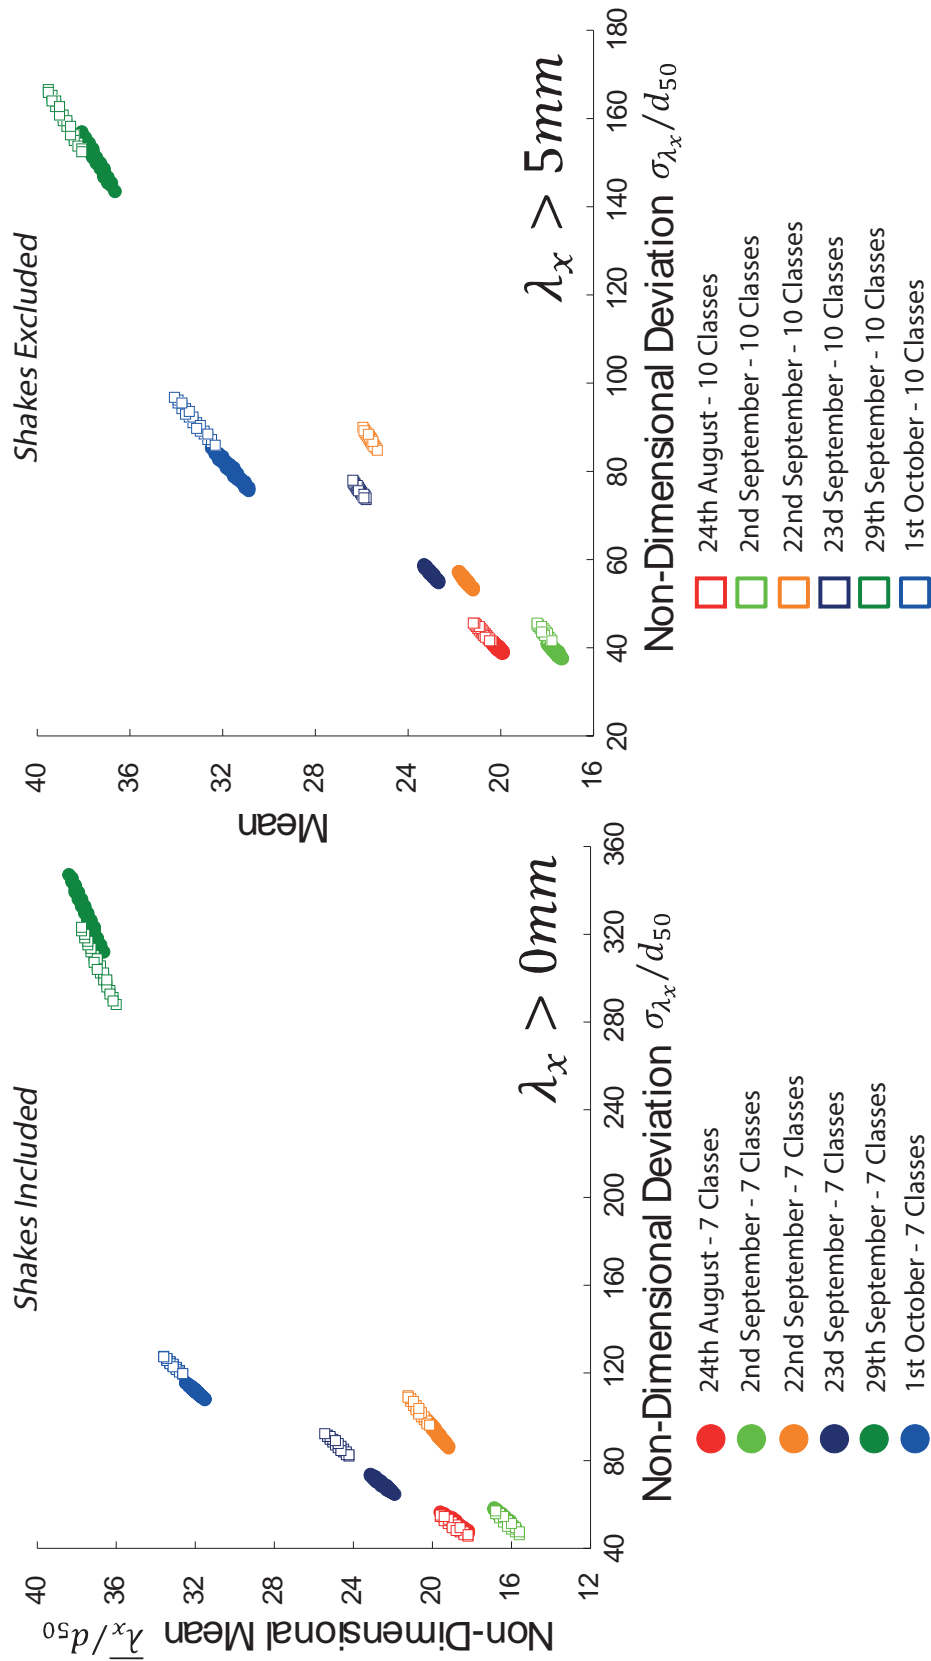 Shakes Included
40
36
32
28
24
20
16
12
Non-Dimensional Mean λₓ̅/d₅₀
40
80
120
160
200
240
280
320
360
λₓ > 0mm
Non-Dimensional Deviation σ_λₓ/d₅₀
Shakes Excluded
40
36
32
28
24
20
16
Mean
20
40
60
80
100
120
140
160
180
λₓ > 5mm
Non-Dimensional Deviation σ_λₓ/d₅₀
24th August - 7 Classes
2nd September - 7 Classes
22nd September - 7 Classes
23d September - 7 Classes
29th September - 7 Classes
1st October - 7 Classes
24th August - 10 Classes
2nd September - 10 Classes
22nd September - 10 Classes
23d September - 10 Classes
29th September - 10 Classes
1st October - 10 Classes